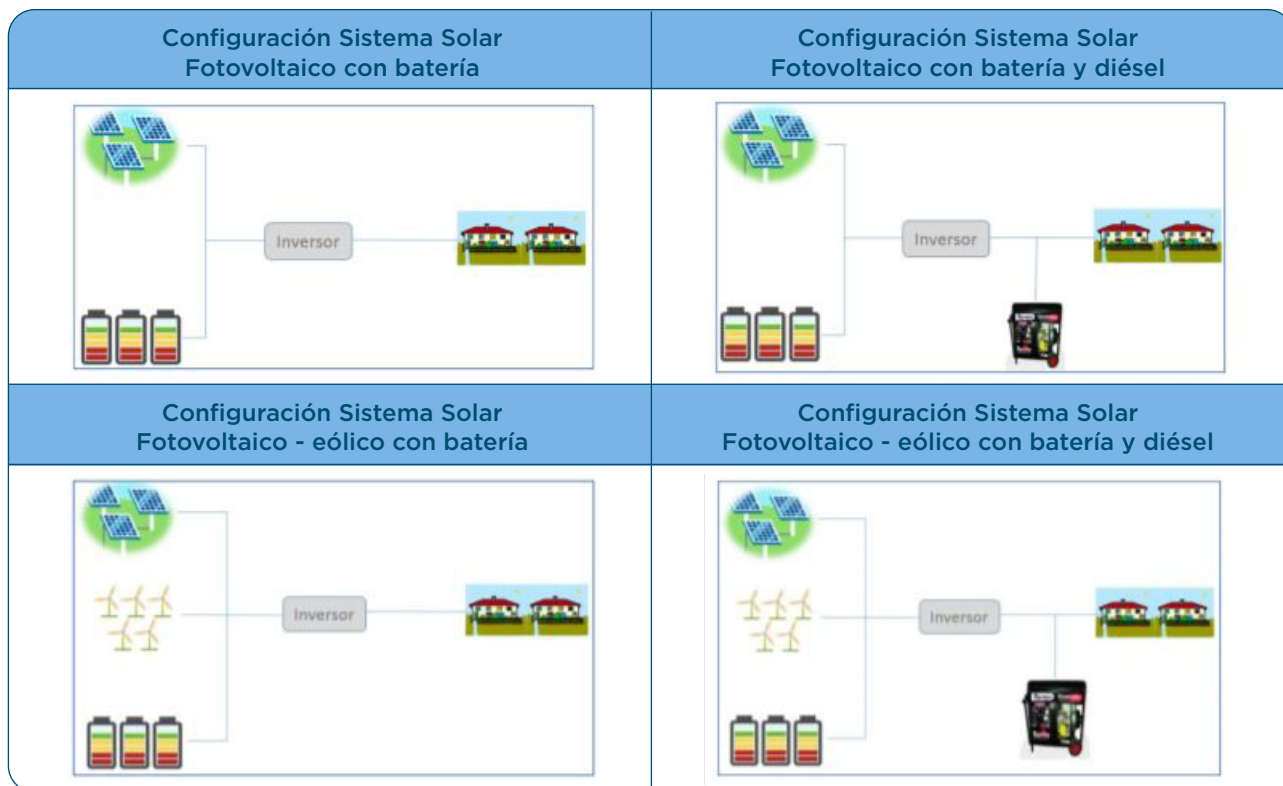 Configuración Sistema Solar
Fotovoltaico con batería
Configuración Sistema Solar
Fotovoltaico con batería y diésel
Inversor
Inversor
Configuración Sistema Solar
Fotovoltaico - eólico con batería
Configuración Sistema Solar
Fotovoltaico - eólico con batería y diésel
Inversor
Inversor